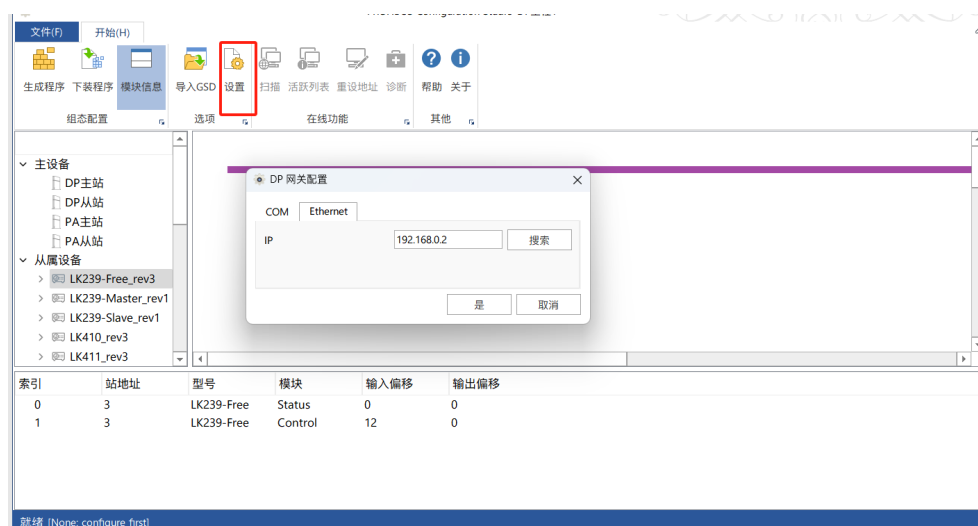 文件(F) 开始(H)
生成程序 下装程序 模块信息 导入GSD 设置 扫描 活跃列表 重设地址 诊断 帮助 关于
组态配置 选项 在线功能 其他
主设备
DP主站
DP从站
PA主站
PA从站
从属设备
LK239-Free_rev3
LK239-Master_rev1
LK239-Slave_rev1
LK410_rev3
LK411_rev3
DP 网关配置
COM Ethernet
IP 192.168.0.2 搜索
是 取消
索引 站地址 型号 模块 输入偏移 输出偏移
0 3 LK239-Free Status 0 0
1 3 LK239-Free Control 12 0
就绪 [None: configure first]